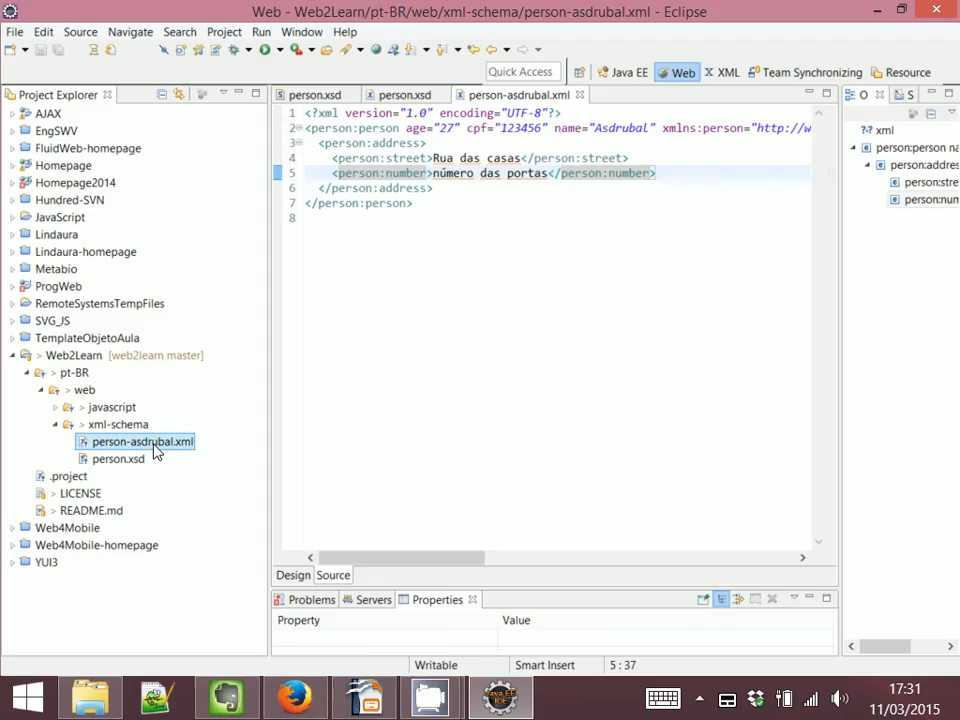 Web - Web2Learn/pt-BR/web/xml-schema/person-asdrubal.xml - Eclipse
File Edit Source Navigate Search Project Run Window Help
Quick Access Java EE Web XML Team Synchronizing Resource
Project Explorer
AJAX
EngSWV
FluidWeb-homepage
Homepage
Homepage2014
Hundred-SVN
JavaScript
Lindaura
Lindaura-homepage
Metabio
ProgWeb
RemoteSystemsTempFiles
SVG_JS
TemplateObjetoAula
> Web2Learn [web2learn master]
> pt-BR
> web
> javascript
> xml-schema
person-asdrubal.xml
person.xsd
.project
> LICENSE
> README.md
Web4Mobile
Web4Mobile-homepage
YUI3
person.xsd person.xsd person-asdrubal.xml
1 <?xml version="1.0" encoding="UTF-8"?>
2 <person:person age="27" cpf="123456" name="Asdrubal" xmlns:person="http://w
3 <person:address>
4 <person:street>Rua das casas</person:street>
5 <person:number>número das portas</person:number>
6 </person:address>
7 </person:person>
8
Design Source
Problems Servers Properties
Property Value
O S
?? xml
person:person na
person:addres
person:stre
person:num
Writable Smart Insert 5 : 37
Java EE
IDE
17:31
11/03/2015